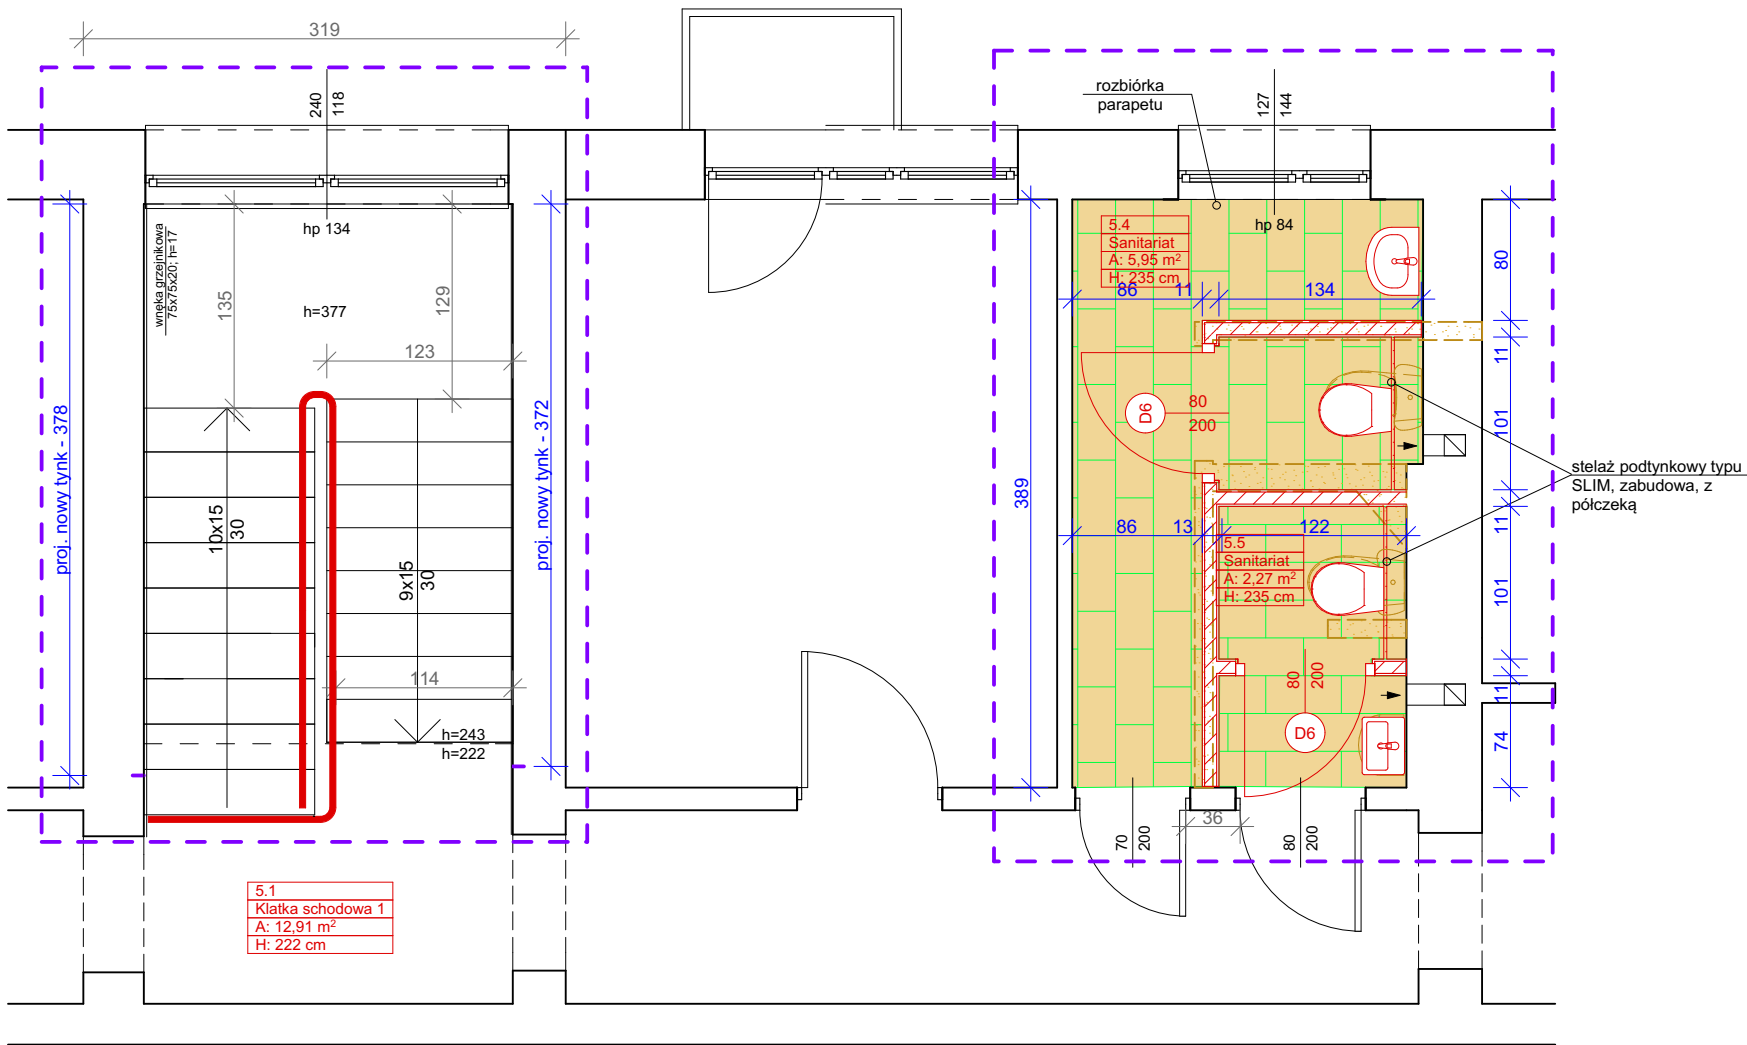 319
240
118
hp 134
wnęka grzejnikowa
75x75x20; h=17
135
129
h=377
123
proj. nowy tynk - 378
10x15
30
9x15
30
proj. nowy tynk - 372
114
h=243
h=222
5.1
Klatka schodowa 1
A: 12,91 m²
H: 222 cm
rozbiórka
parapetu
127
144
hp 84
5.4
Sanitariat
A: 5,95 m²
H: 235 cm
86
11
134
80
11
101
11
101
11
74
D6
80
200
389
stelaż podtynkowy typu
SLIM, zabudowa, z
półczeką
86
13
122
5.5
Sanitariat
A: 2,27 m²
H: 235 cm
80
200
D6
36
70
200
80
200